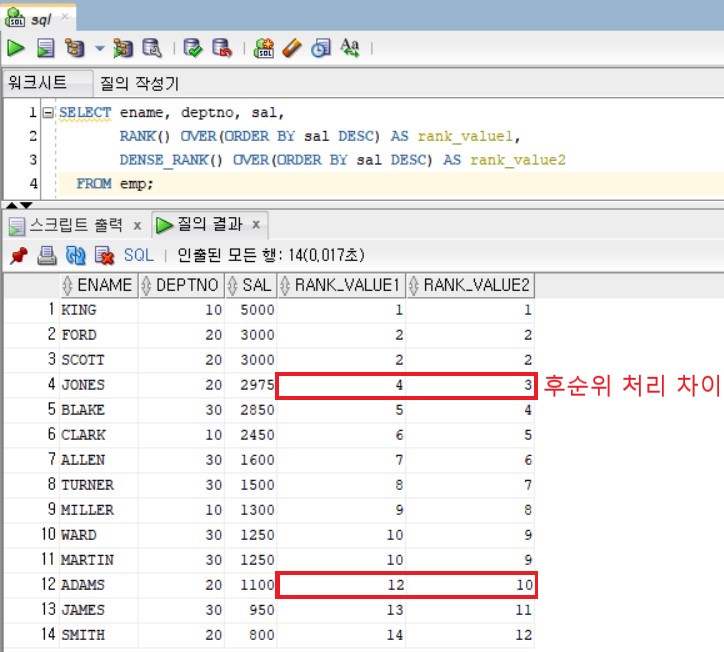 sql
워크시트 질의 작성기
1 SELECT ename, deptno, sal,
2 RANK() OVER(ORDER BY sal DESC) AS rank_value1,
3 DENSE_RANK() OVER(ORDER BY sal DESC) AS rank_value2
4 FROM emp;
스크립트 출력 x 질의 결과 x
SQL | 인출된 모든 행: 14(0,017초)
ENAME DEPTNO SAL RANK_VALUE1 RANK_VALUE2
1 KING 10 5000 1 1
2 FORD 20 3000 2 2
3 SCOTT 20 3000 2 2
4 JONES 20 2975 4 3 후순위 처리 차이
5 BLAKE 30 2850 5 4
6 CLARK 10 2450 6 5
7 ALLEN 30 1600 7 6
8 TURNER 30 1500 8 7
9 MILLER 10 1300 9 8
10 WARD 30 1250 10 9
11 MARTIN 30 1250 10 9
12 ADAMS 20 1100 12 10
13 JAMES 30 950 13 11
14 SMITH 20 800 14 12